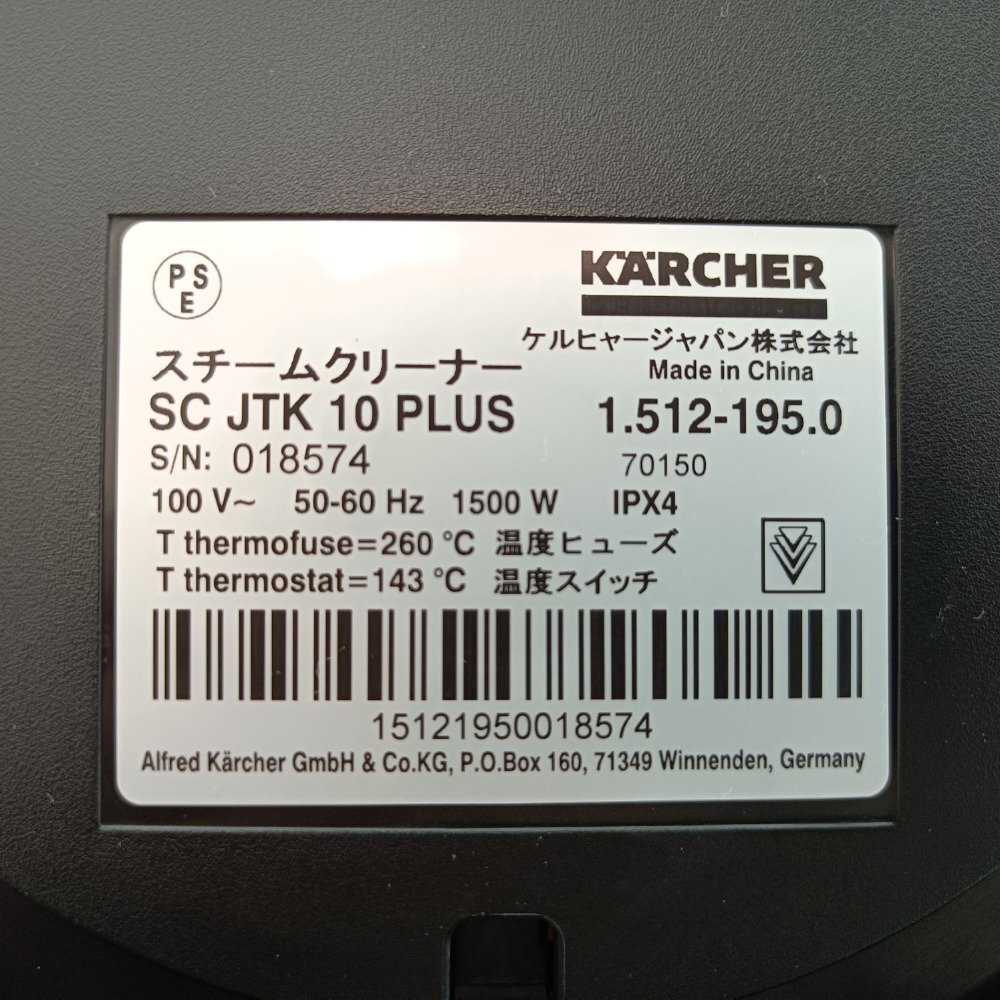 PS
E
KÄRCHER
ケルヒャージャパン株式会社
スチームクリーナー
Made in China
SC JTK 10 PLUS 1.512-195.0
S/N: 018574 70150
100 V~ 50-60 Hz 1500 W IPX4
T thermofuse=260 °C 温度ヒューズ
T thermostat=143 °C 温度スイッチ
15121950018574
Alfred Kärcher GmbH & Co.KG, P.O.Box 160, 71349 Winnenden, Germany